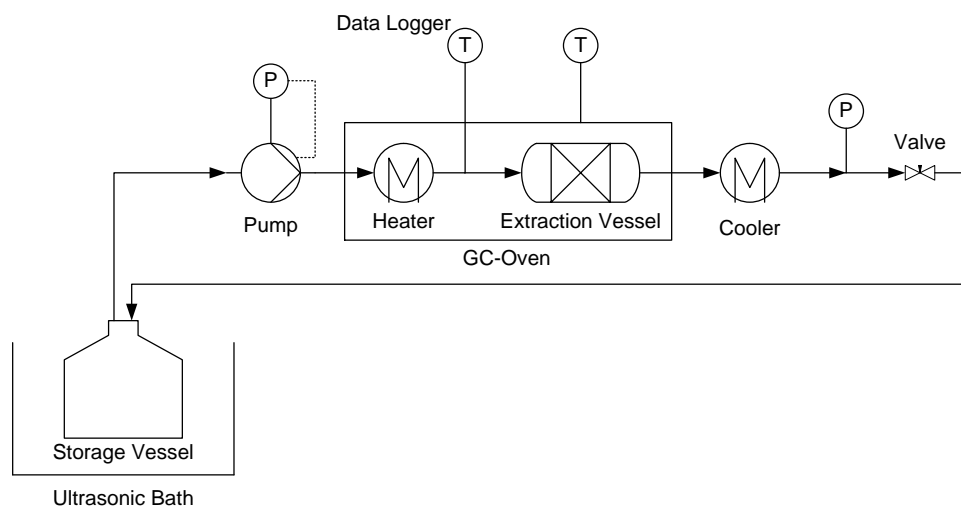 Data Logger
T
T
P
P
Valve
Pump
Heater
Extraction Vessel
Cooler
GC-Oven
Storage Vessel
Ultrasonic Bath